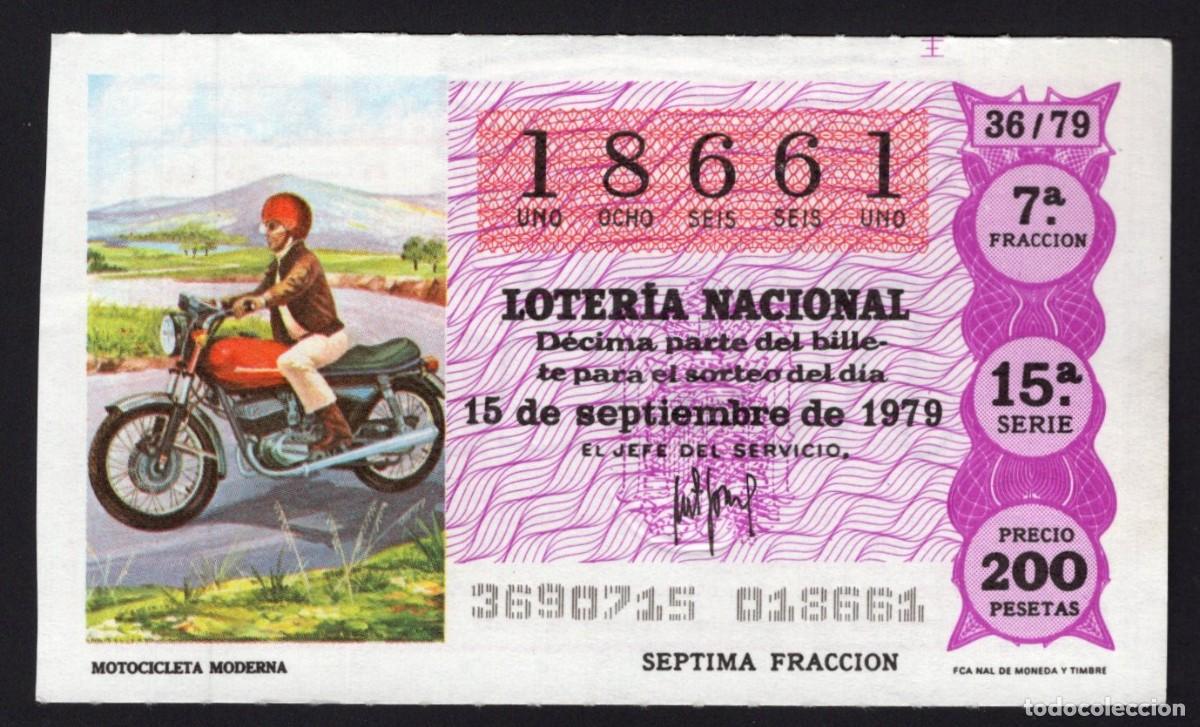 18661
UNO OCHO SEIS SEIS UNO
LOTERÍA NACIONAL
Décima parte del bille-
te para el sorteo del día
15 de septiembre de 1979
EL JEFE DEL SERVICIO,
3690715 018661
SEPTIMA FRACCION
MOTOCICLETA MODERNA
36/79
7ª.
FRACCION
15ª.
SERIE
PRECIO
200
PESETAS
FCA NAL DE MONEDA Y TIMBRE
todocoleccion